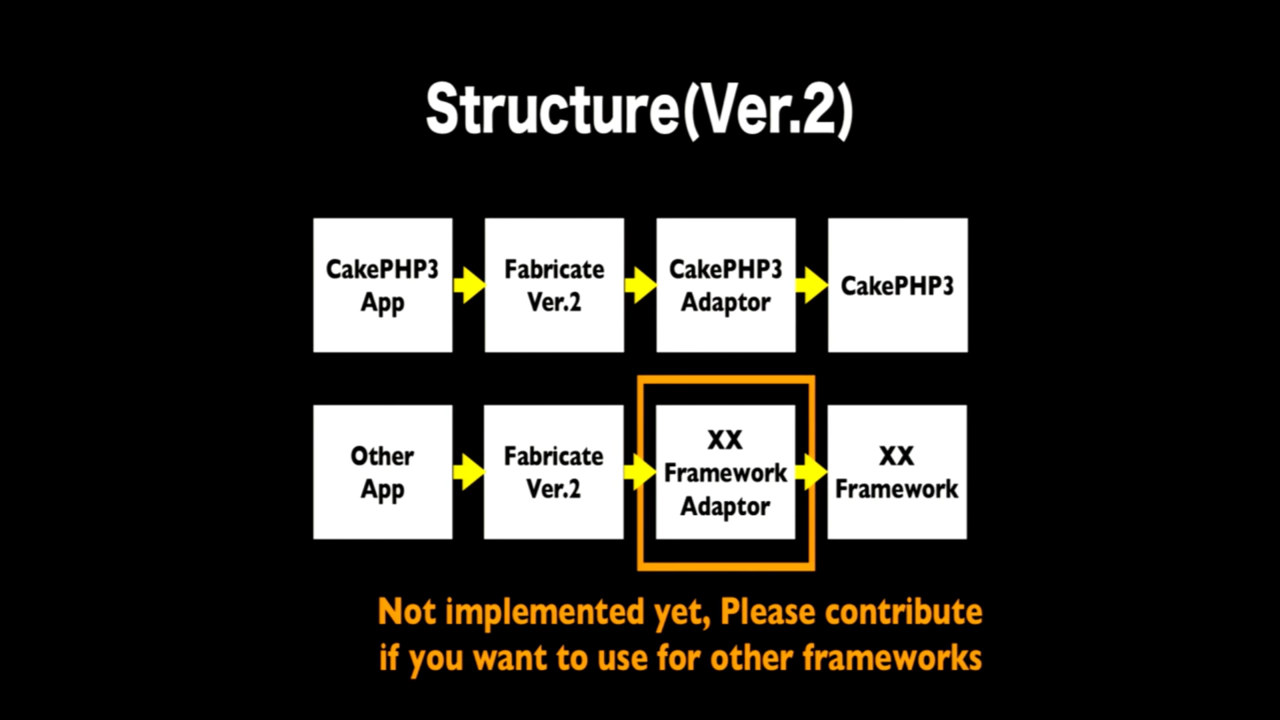 Structure(Ver.2)
CakePHP3
App
Fabricate
Ver.2
CakePHP3
Adaptor
CakePHP3
Other
App
Fabricate
Ver.2
XX
Framework
Adaptor
XX
Framework
Not implemented yet, Please contribute
if you want to use for other frameworks